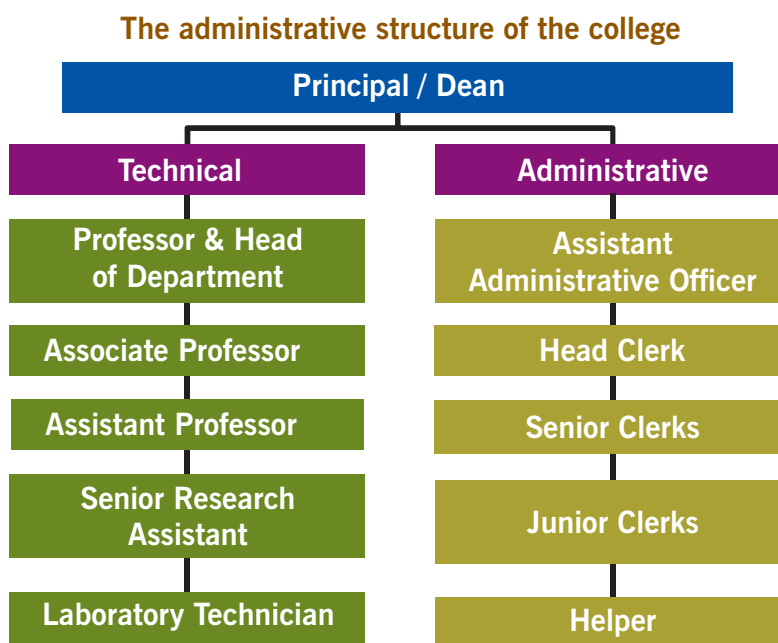 The administrative structure of the college
Principal / Dean
Technical
Professor & Head
of Department
Associate Professor
Assistant Professor
Senior Research
Assistant
Laboratory Technician
Administrative
Assistant
Administrative Officer
Head Clerk
Senior Clerks
Junior Clerks
Helper